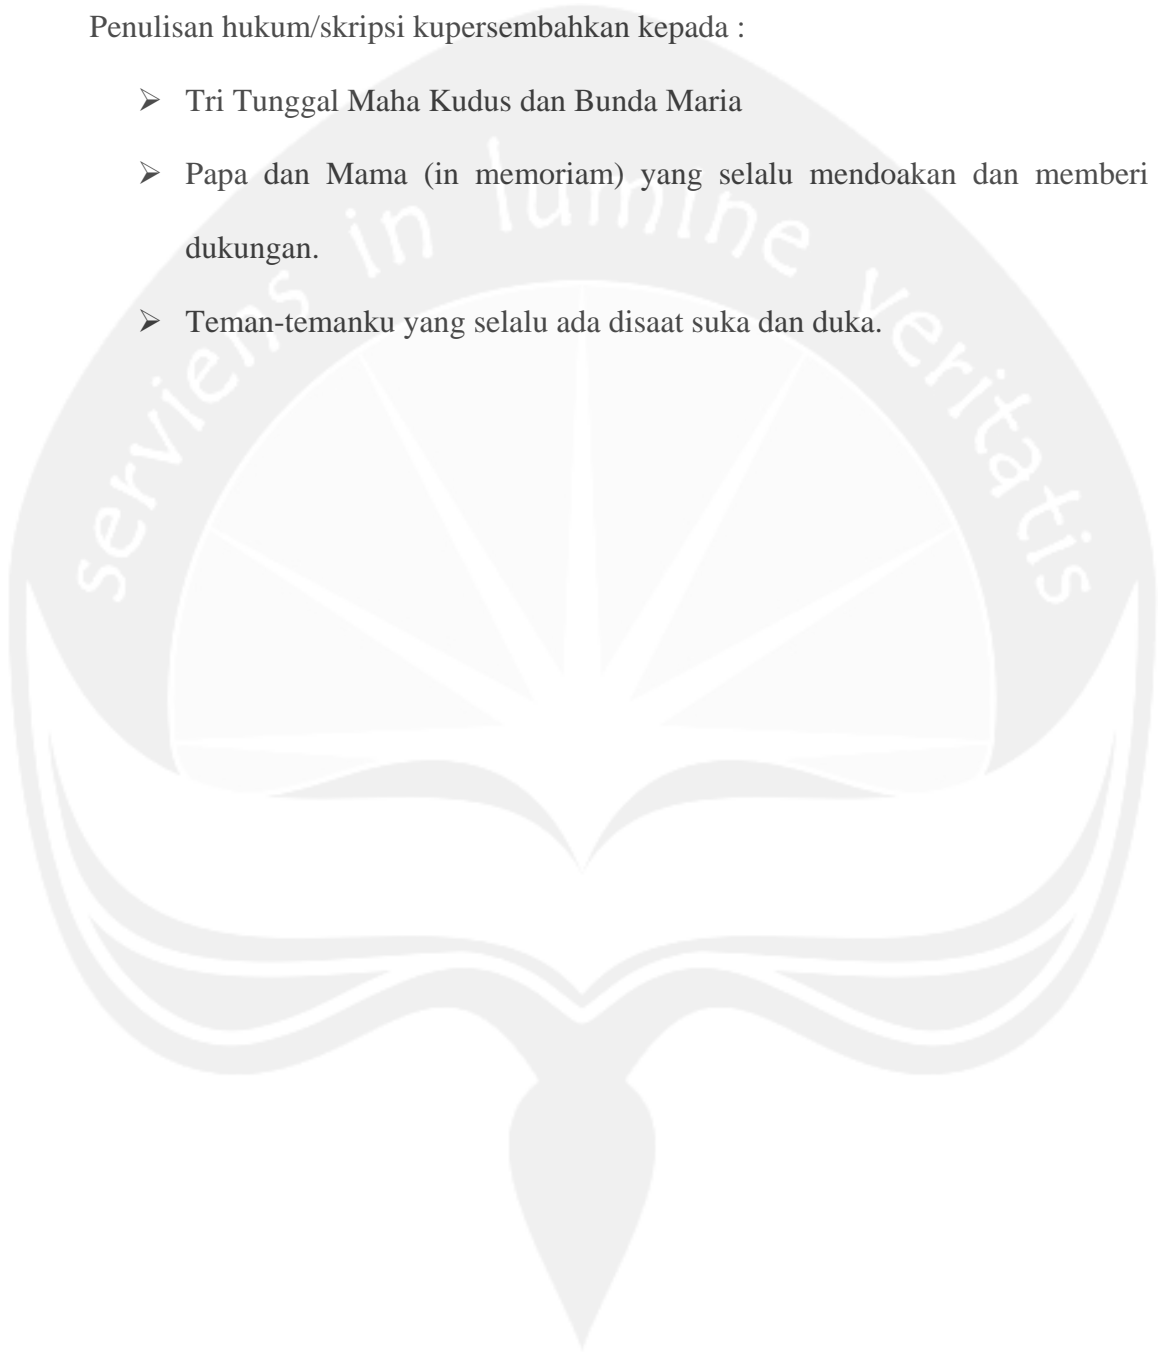 Penulisan hukum/skripsi kupersembahkan kepada :
➢ Tri Tunggal Maha Kudus dan Bunda Maria
➢ Papa dan Mama (in memoriam) yang selalu mendoakan dan memberi
dukungan.
➢ Teman-temanku yang selalu ada disaat suka dan duka.
serviens in lumine veritatis